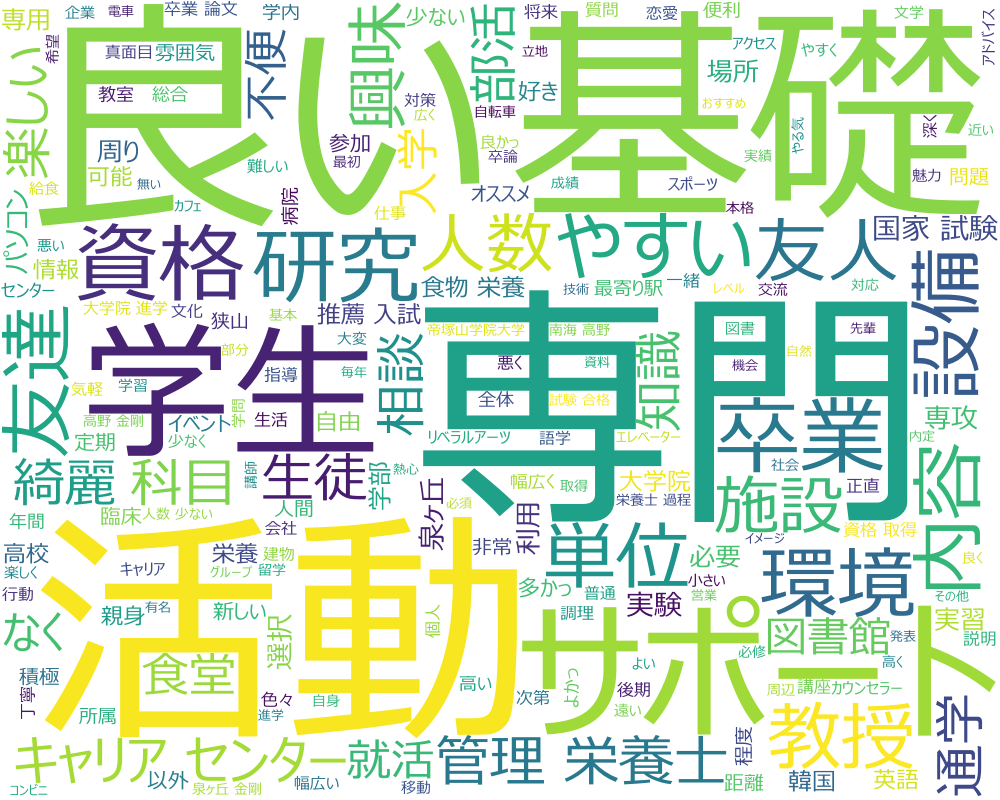 専用
企業
電車
卒業 論文
学内
少ない
将来
質問
恋愛
便利
文学
アドバイス
希望
真面目
雰囲気
楽しい
教室
総合
良い
不便
興味
部活
好き
アクセス
やすく
立地
場所
基礎
おすすめ
深く
近い
対策
広く
自転車
参加
最初
良かっ
卒論
実績
やる気
周り
可能
難しい
入学
給食
無い
パソコン
カフェ
病院
仕事
オススメ
成績
スポーツ
本格
魅力
問題
悪い
情報
資格
研究
人数
やすい
友人
国家 試験
設備
センター
大学院 進学
文化
狭山
基本
推薦 入試
食物 栄養
技術
最寄り駅
一緒
レベル
交流
対応
友達
部分
大変
帝塚山学院大学
南海 高野
図書
先輩
気軽
学習
学生
指導
毎年
相談
悪く
資料
知識
機会
自然
高野 金剛
学問
イベント
生活
自由
全体
試験 合格
専門
卒業
専攻
定期
少なく
リベラルアーツ
語学
エレベーター
内定
内容
綺麗
科目
講師
生徒
学部
熱心
幅広く
取得
大学院
栄養士 過程
社会
施設
正直
年間
臨床
人数 少ない
人間
泉ヶ丘
必須
利用
資格 取得
高校
楽しく
栄養
会社
建物
非常
単位
必要
イメージ
環境
良く
行動
キャリア
グループ
留学
多かっ
普通
小さい
営業
その他
なく
親身
有名
新しい
活動
個人
調理
実験
サポート
図書館
発表
実習
説明
選択
積極
食堂
よい
必修
高く
丁寧
所属
色々
自身
高い
次第
よかっ
後期
遠い
周辺
講座
カウンセラー
進学
キャリア センター
就活
管理 栄養士
程度
教授
通学
コンビニ
以外
泉ヶ丘 金剛
幅広い
移動
距離
韓国
英語